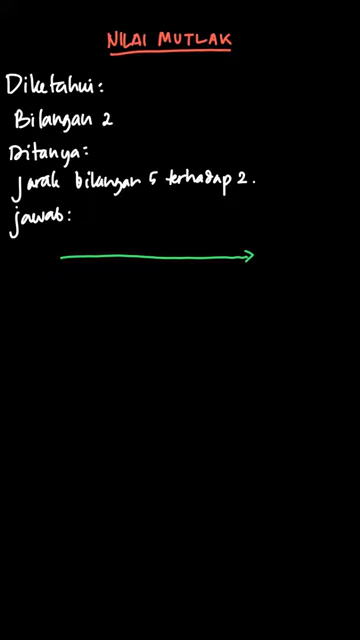 NILAI MUTLAK
Diketahui:
Bilangan 2
Ditanya:
Jarak bilangan 5 terhadap 2.
Jawab: